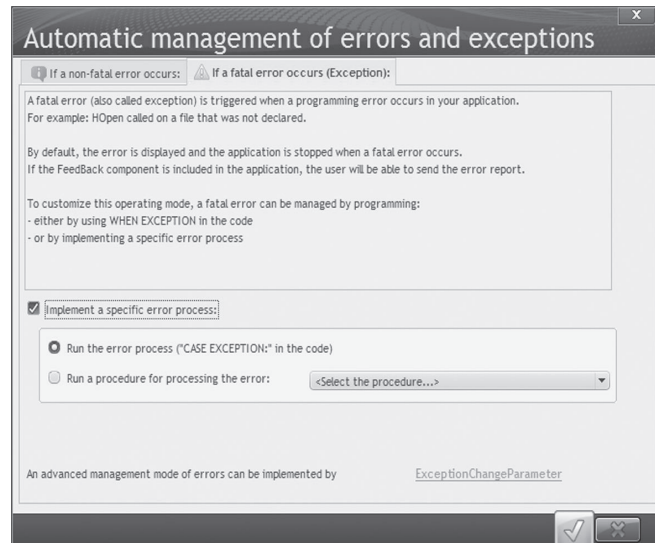 x
Automatic management of errors and exceptions
If a non-fatal error occurs:
If a fatal error occurs (Exception):
A fatal error (also called exception) is triggered when a programming error occurs in your application.
For example: HOpen called on a file that was not declared.
By default, the error is displayed and the application is stopped when a fatal error occurs.
If the FeedBack component is included in the application, the user will be able to send the error report.
To customize this operating mode, a fatal error can be managed by programming:
- either by using WHEN EXCEPTION in the code
- or by implementing a specific error process
Implement a specific error process:
Run the error process ("CASE EXCEPTION:" in the code)
Run a procedure for processing the error:
<Select the procedure...>
An advanced management mode of errors can be implemented by
ExceptionChangeParameter